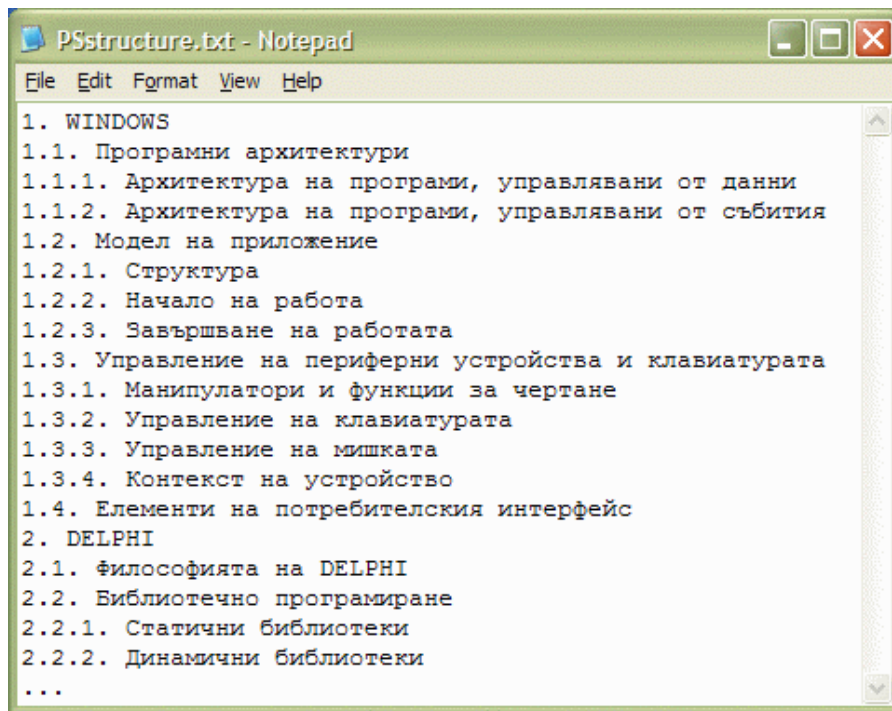 PSstructure.txt - Notepad
File Edit Format View Help
1. WINDOWS
1.1. Програмни архитектури
1.1.1. Архитектура на програми, управлявани от данни
1.1.2. Архитектура на програми, управлявани от събития
1.2. Модел на приложение
1.2.1. Структура
1.2.2. Начало на работа
1.2.3. Завършване на работата
1.3. Управление на периферни устройства и клавиатурата
1.3.1. Манипулатори и функции за чертане
1.3.2. Управление на клавиатурата
1.3.3. Управление на мишката
1.3.4. Контекст на устройство
1.4. Елементи на потребителския интерфейс
2. DELPHI
2.1. Философията на DELPHI
2.2. Библиотечно програмиране
2.2.1. Статични библиотеки
2.2.2. Динамични библиотеки
...